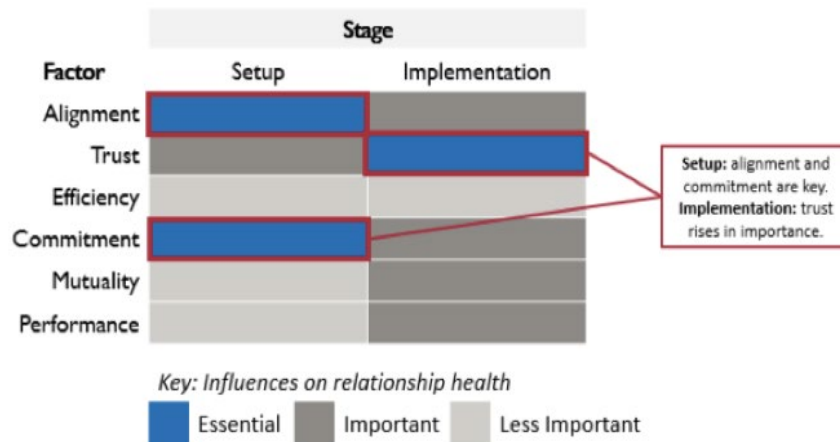 Stage
Factor Setup Implementation
Alignment
Trust
Efficiency
Commitment
Mutuality
Performance
Setup: alignment and
commitment are key.
Implementation: trust
rises in importance.
Key: Influences on relationship health
Essential Important Less Important